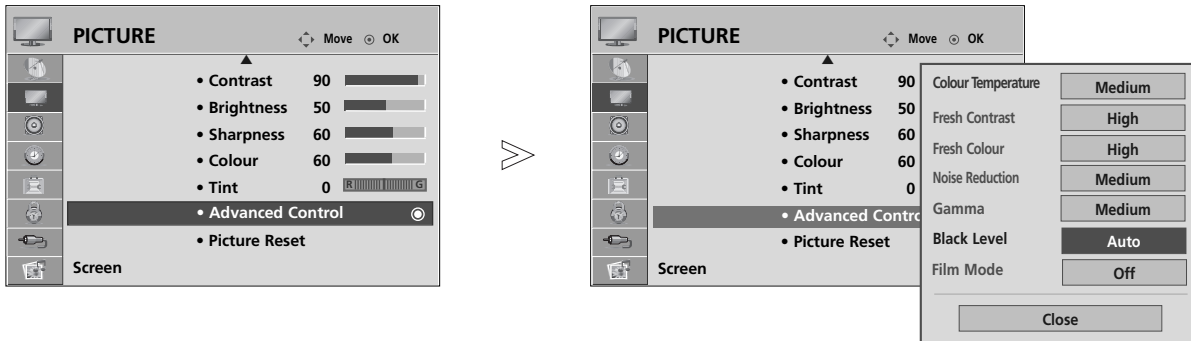 PICTURE Move OK
• Contrast 90
• Brightness 50
• Sharpness 60
• Colour 60
• Tint 0 R G
• Advanced Control
• Picture Reset
Screen
PICTURE Move OK
• Contrast 90
• Brightness 50
• Sharpness 60
• Colour 60
• Tint 0
• Advanced Contro
• Picture Reset
Screen
Colour Temperature Medium
Fresh Contrast High
Fresh Colour High
Noise Reduction Medium
Gamma Medium
Black Level Auto
Film Mode Off
Close